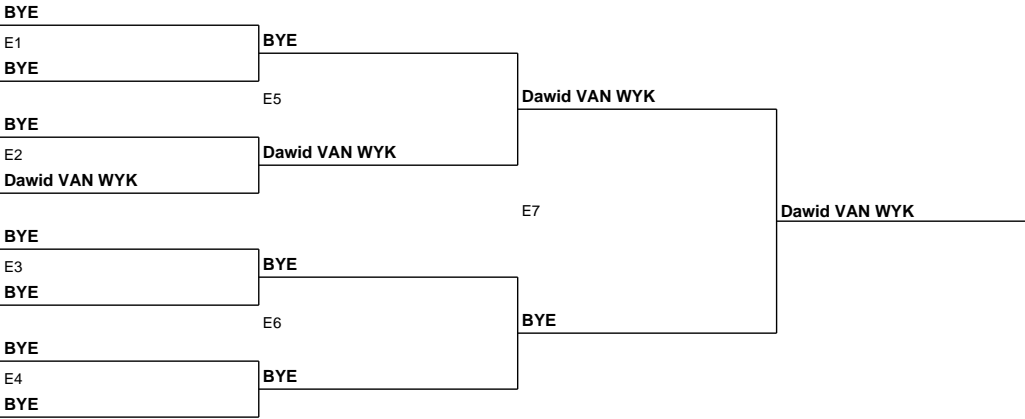 BYE
E1
BYE
BYE
E5
BYE
E2
Dawid VAN WYK
Dawid VAN WYK
Dawid VAN WYK
E7
Dawid VAN WYK
BYE
E3
BYE
BYE
E6
BYE
E4
BYE
BYE
BYE